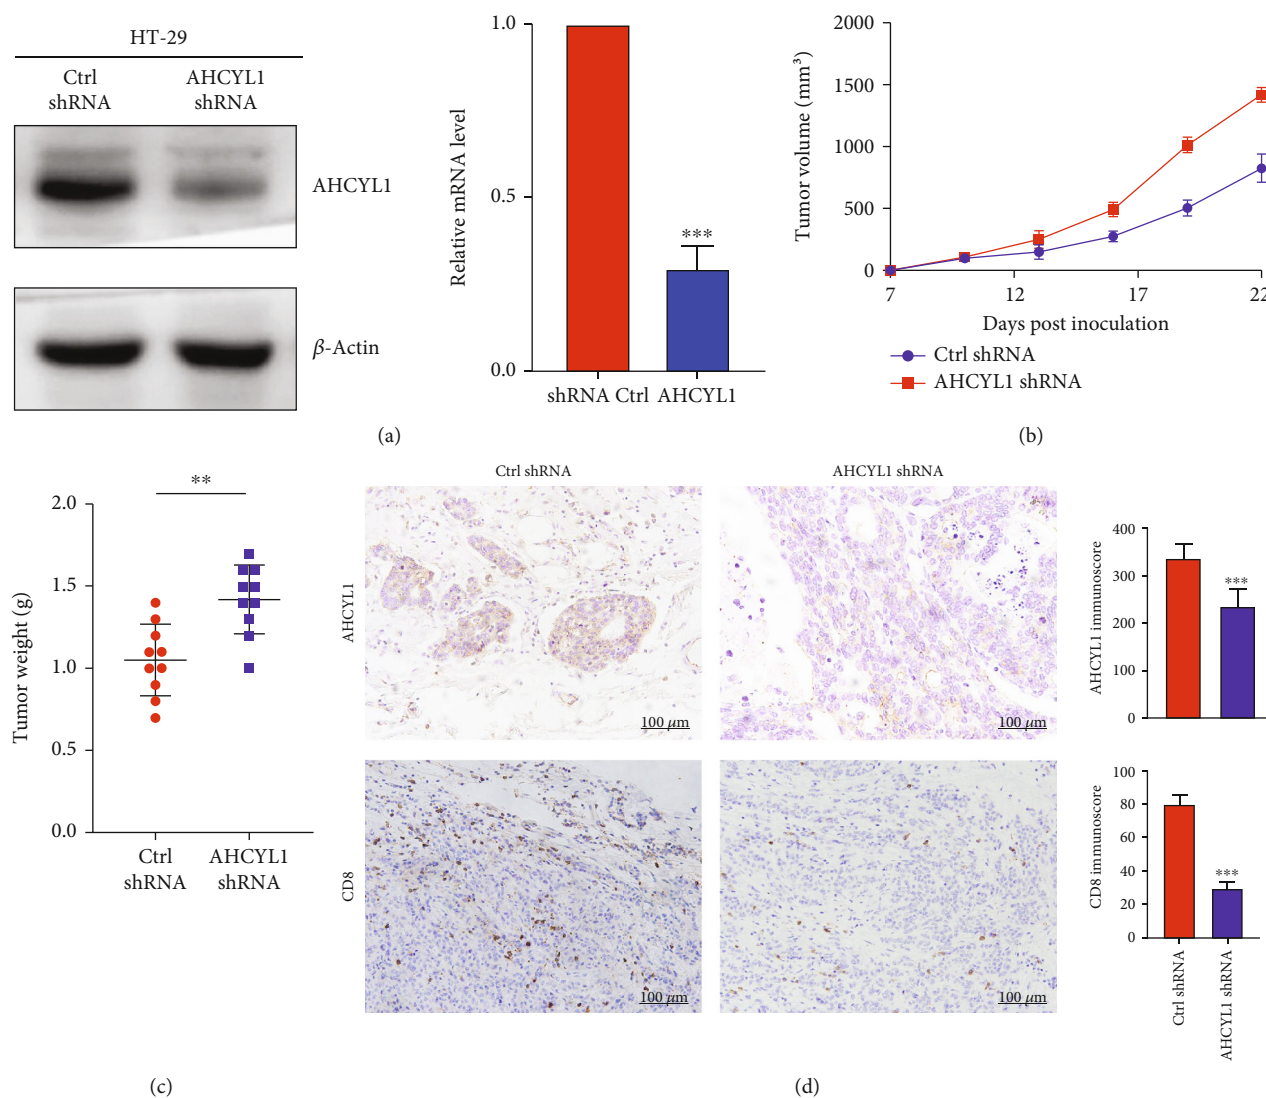 HT-29
Ctrl shRNA
AHCYL1 shRNA
AHCYL1
β-Actin
Relative mRNA level
1.0
0.5
0.0
***
shRNA Ctrl AHCYL1
(a)
Tumor volume (mm³)
2000
1500
1000
500
0
7 12 17 22
Days post inoculation
Ctrl shRNA
AHCYL1 shRNA
(b)
Tumor weight (g)
2.0
1.5
1.0
0.5
0.0
**
Ctrl shRNA
AHCYL1 shRNA
(c)
Ctrl shRNA
AHCYL1 shRNA
AHCYL1
100 µm
100 µm
CD8
100 µm
100 µm
AHCYL1 immunoscore
400
300
200
100
0
***
CD8 immunoscore
100
80
60
40
20
0
***
Ctrl shRNA
AHCYL1 shRNA
(d)